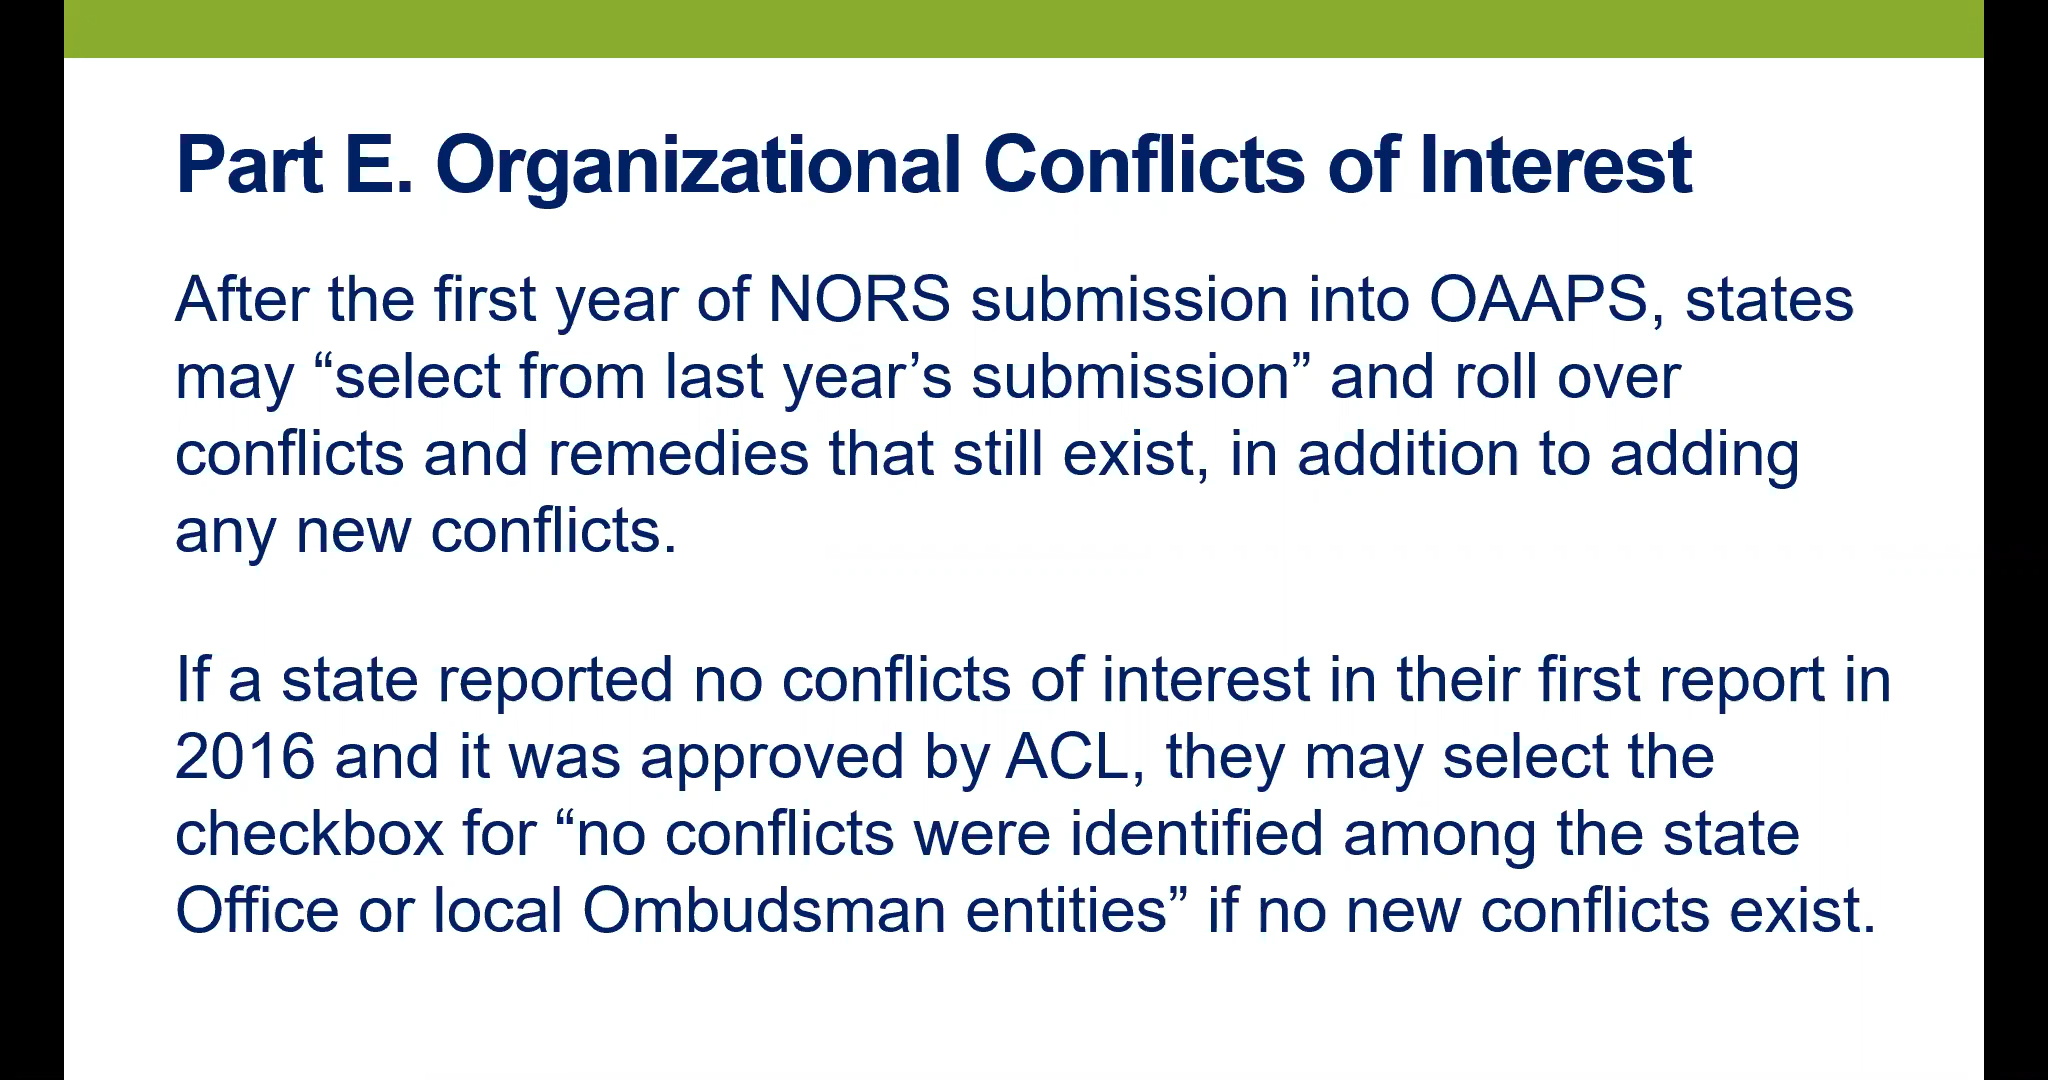 Part E. Organizational Conflicts of Interest
After the first year of NORS submission into OAAPS, states
may “select from last year’s submission” and roll over
conflicts and remedies that still exist, in addition to adding
any new conflicts.
If a state reported no conflicts of interest in their first report in
2016 and it was approved by ACL, they may select the
checkbox for “no conflicts were identified among the state
Office or local Ombudsman entities” if no new conflicts exist.